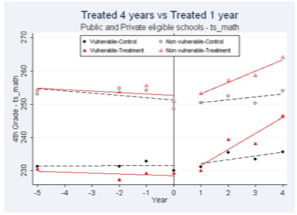 Treated 4 years vs Treated 1 year
Public and Private eligible schools - ts_math
Vulnerable-Control
Non vulnerable-Control
Vulnerable-Treatment
Non vulnerable-Treatment
4th Grade - ts_math
270
260
250
240
230
-5
-2
-1
0
1
2
3
4
Year